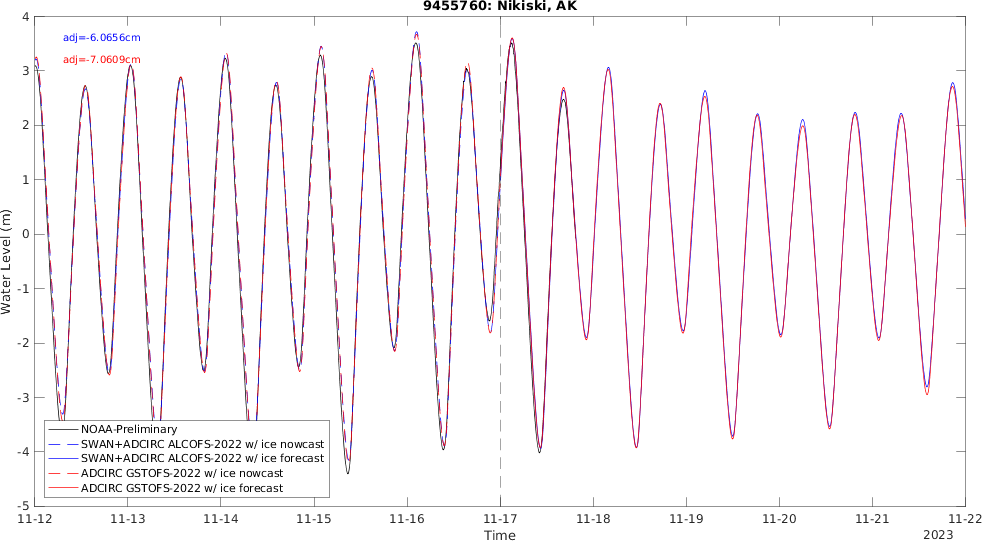 9455760: Nikiski, AK
adj=-6.0656cm
adj=-7.0609cm
4
3
2
1
0
-1
-2
-3
-4
-5
Water Level (m)
NOAA-Preliminary
SWAN+ADCIRC ALCOFS-2022 w/ ice nowcast
SWAN+ADCIRC ALCOFS-2022 w/ ice forecast
ADCIRC GSTOFS-2022 w/ ice nowcast
ADCIRC GSTOFS-2022 w/ ice forecast
11-12 11-13 11-14 11-15 11-16 11-17 11-18 11-19 11-20 11-21 11-22
Time
2023